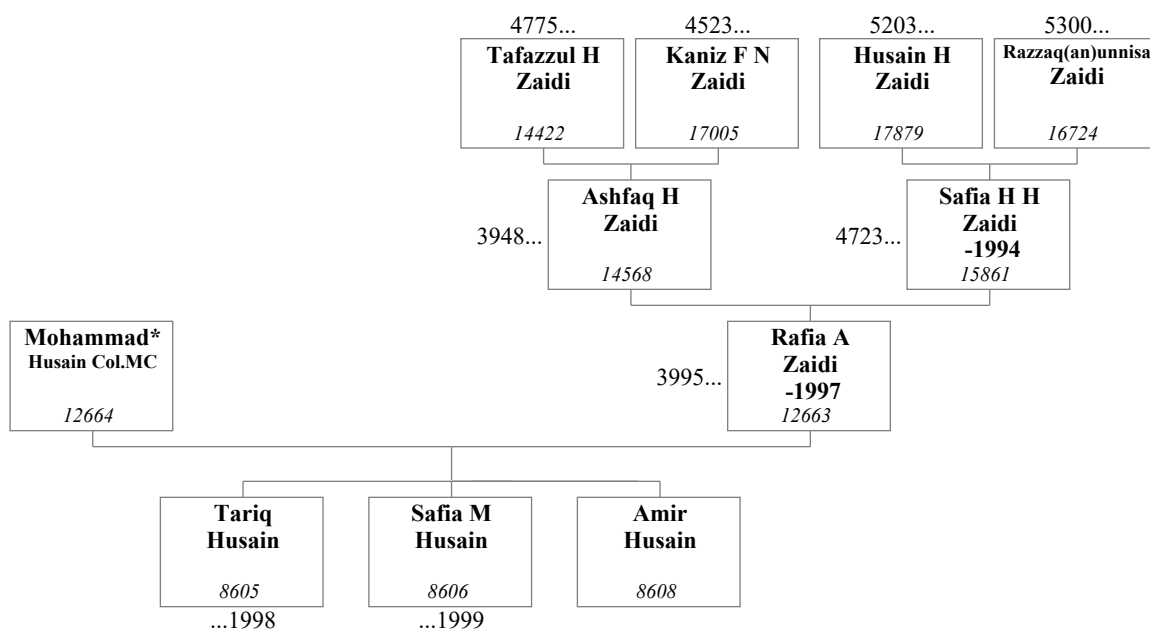 4775...
4523...
5203...
5300...
Tafazzul H
Zaidi
14422
Kaniz F N
Zaidi
17005
Husain H
Zaidi
17879
Razzaq(an)unnisa
Zaidi
16724
3948...
Ashfaq H
Zaidi
14568
4723...
Safia H H
Zaidi
-1994
15861
Mohammad*
Husain Col.MC
12664
3995...
Rafia A
Zaidi
-1997
12663
Tariq
Husain
8605
...1998
Safia M
Husain
8606
...1999
Amir
Husain
8608